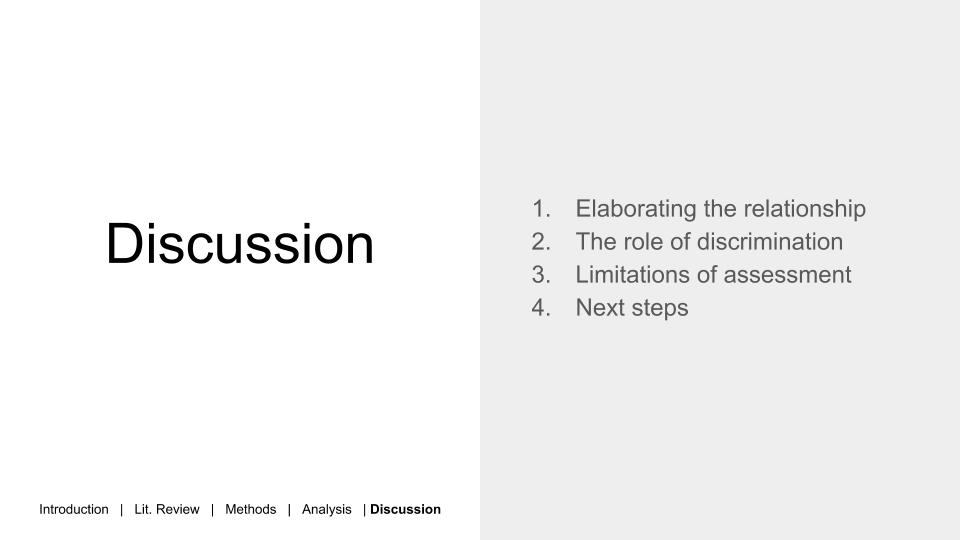 Discussion
1. Elaborating the relationship
2. The role of discrimination
3. Limitations of assessment
4. Next steps
Introduction | Lit. Review | Methods | Analysis | Discussion